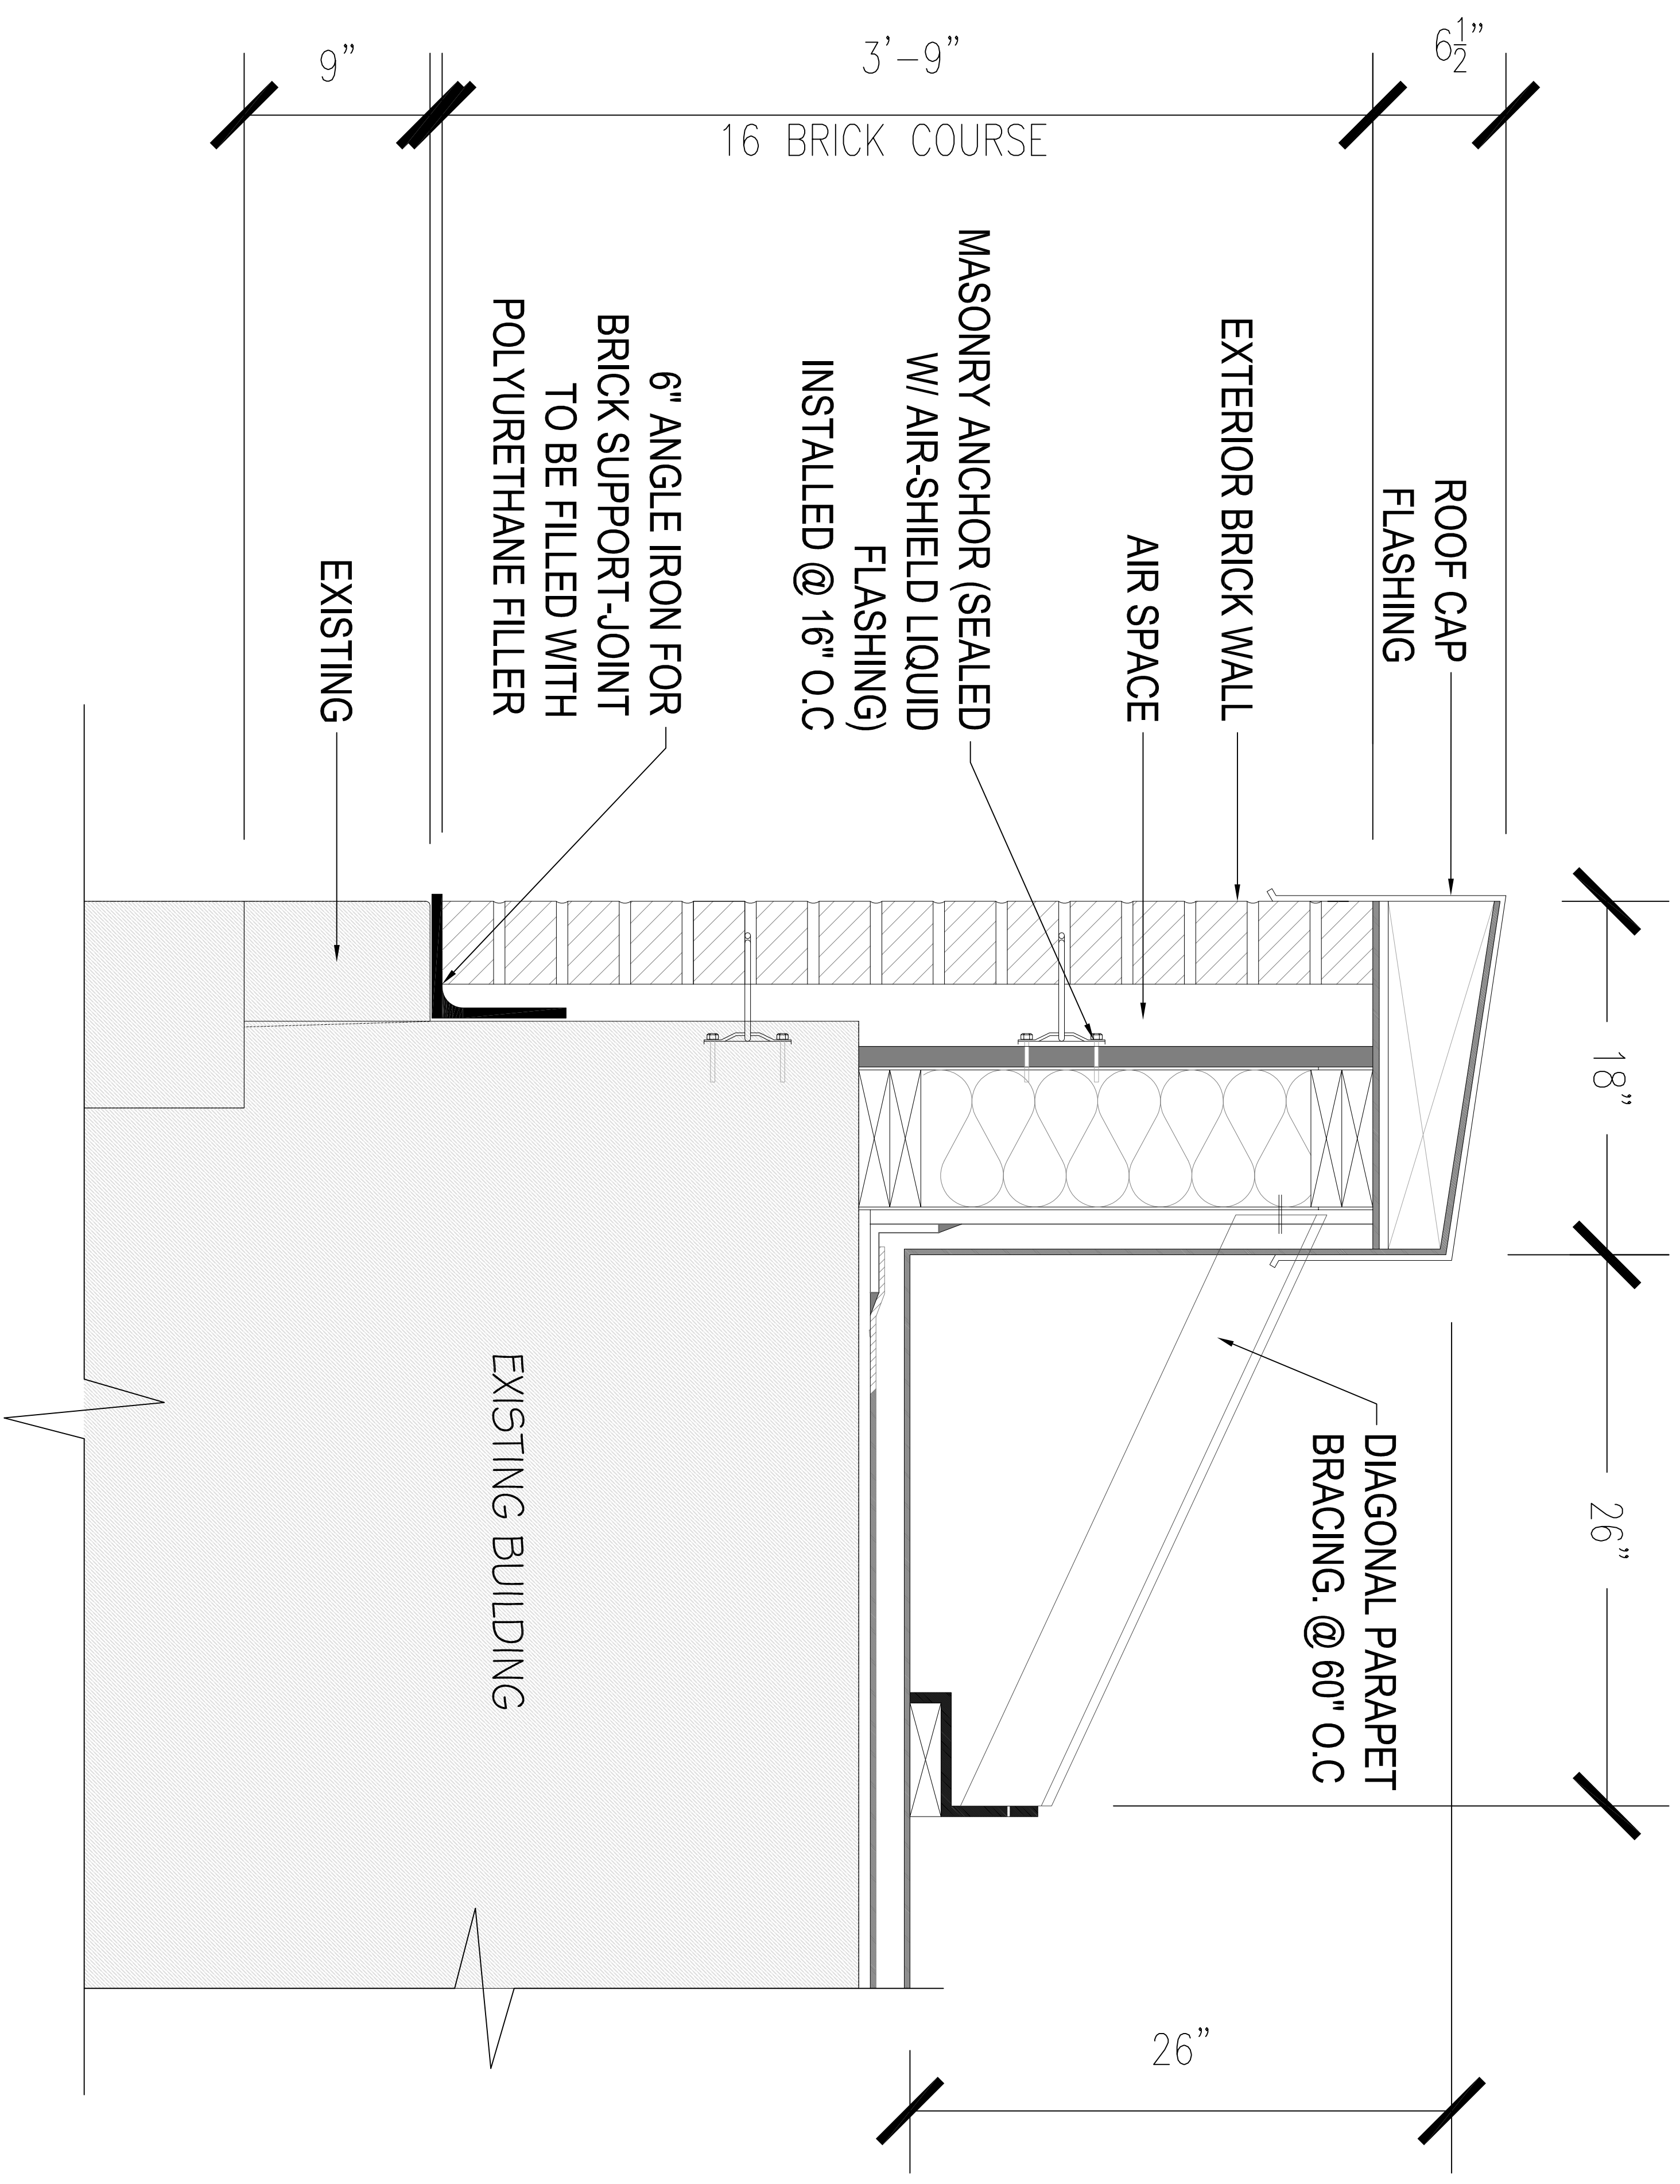 6½"
3'-9"
16 BRICK COURSE
9"
ROOF CAP
FLASHING
EXTERIOR BRICK WALL
AIR SPACE
MASONRY ANCHOR (SEALED
W/ AIR-SHIELD LIQUID
FLASHING)
INSTALLED @ 16" O.C
6" ANGLE IRON FOR
BRICK SUPPORT-JOINT
TO BE FILLED WITH
POLYURETHANE FILLER
EXISTING
18"
26"
DIAGONAL PARAPET
BRACING. @ 60" O.C
EXISTING BUILDING
26"